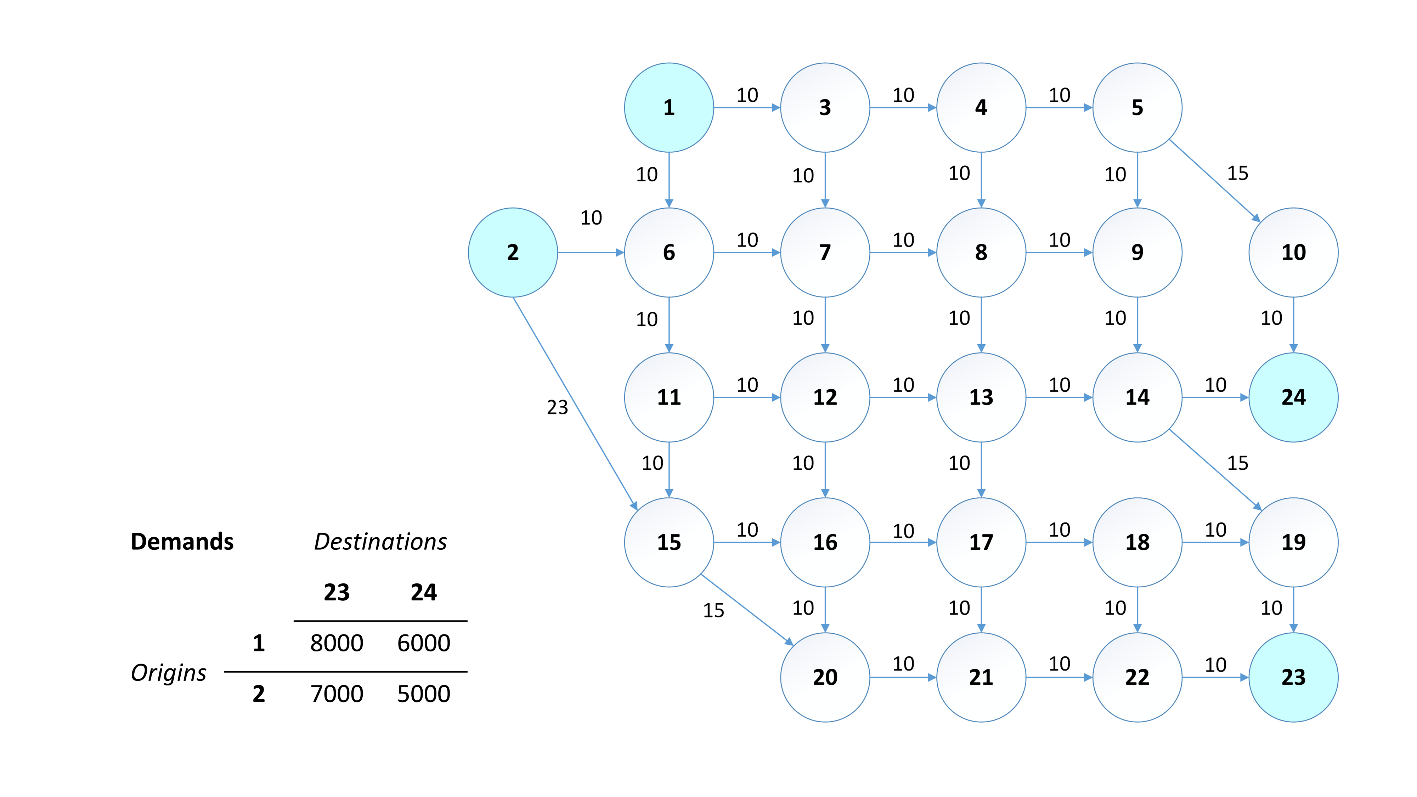 1 10 3 10 4 10 5
10 10 10 10 15
2 10 6 10 7 10 8 10 9 10
10 10 10 10 10
23 11 10 12 10 13 10 14 10 24
10 10 10 15
15 10 16 10 17 10 18 10 19
15 10 10 10 10
20 10 21 10 22 10 23
Demands Destinations
23 24
1 8000 6000
Origins
2 7000 5000